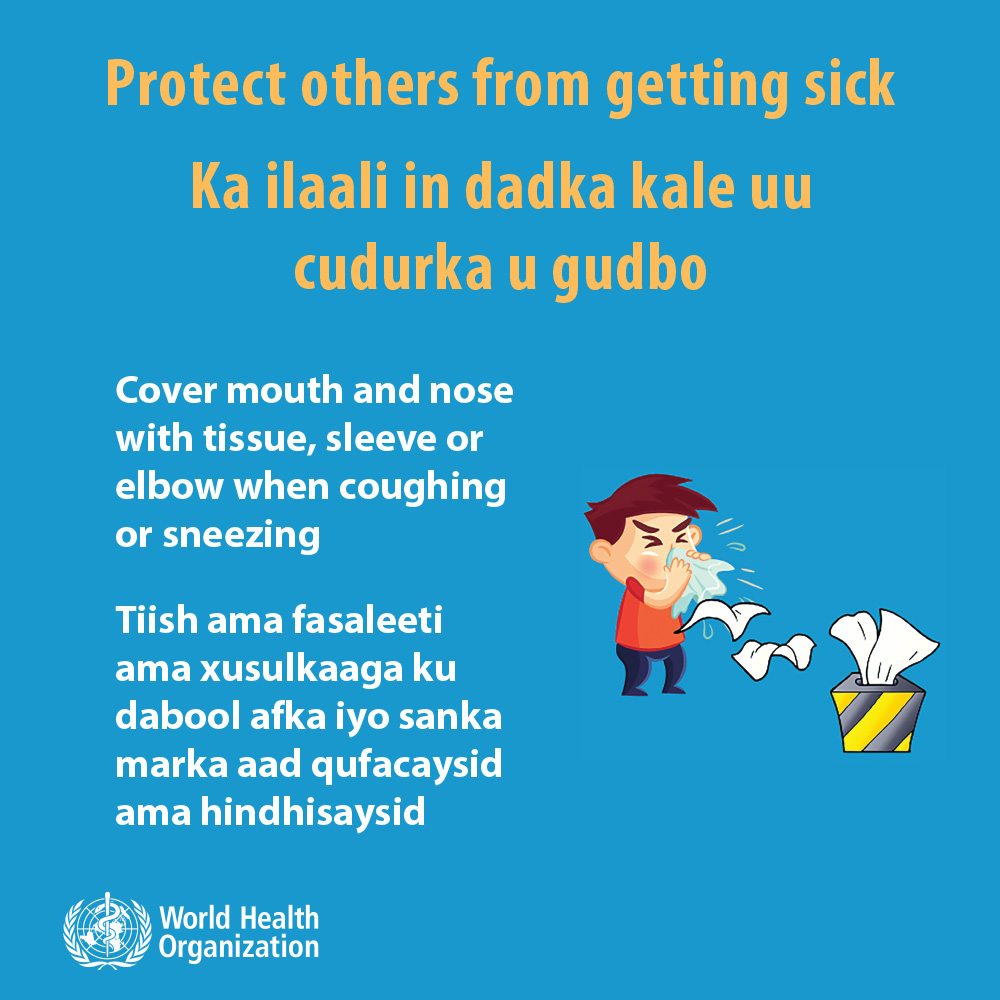 Protect others from getting sick
Ka ilaali in dadka kale uu
cudurka u gudbo
Cover mouth and nose
with tissue, sleeve or
elbow when coughing
or sneezing
Tiish ama fasaleeti
ama xusulkaaga ku
dabool afka iyo sanka
marka aad qufacaysid
ama hindhisaysid
World Health
Organization